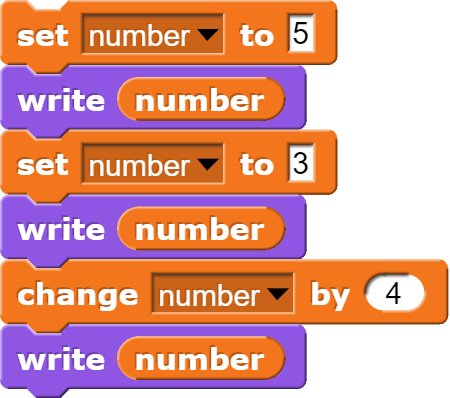 set number to 5
write number
set number to 3
write number
change number by 4
write number